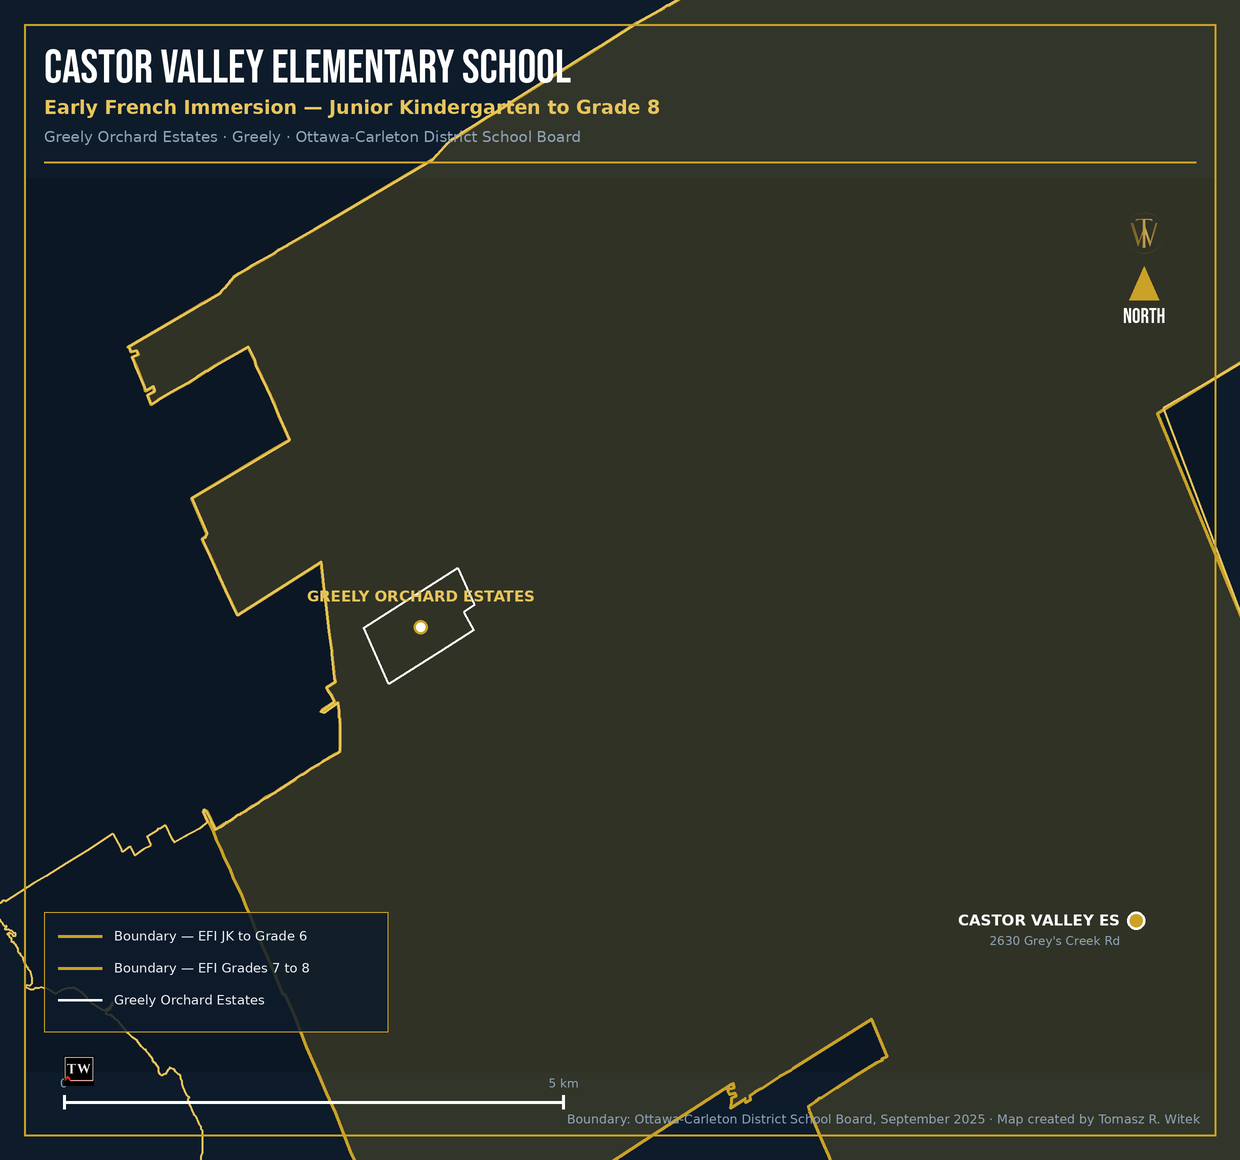 CASTOR VALLEY ELEMENTARY SCHOOL
Early French Immersion — Junior Kindergarten to Grade 8
Greely Orchard Estates · Greely · Ottawa-Carleton District School Board
TW
NORTH
GREELY ORCHARD ESTATES
CASTOR VALLEY ES
2630 Grey's Creek Rd
Boundary — EFI JK to Grade 6
Boundary — EFI Grades 7 to 8
Greely Orchard Estates
TW
5 km
Boundary: Ottawa-Carleton District School Board, September 2025 · Map created by Tomasz R. Witek